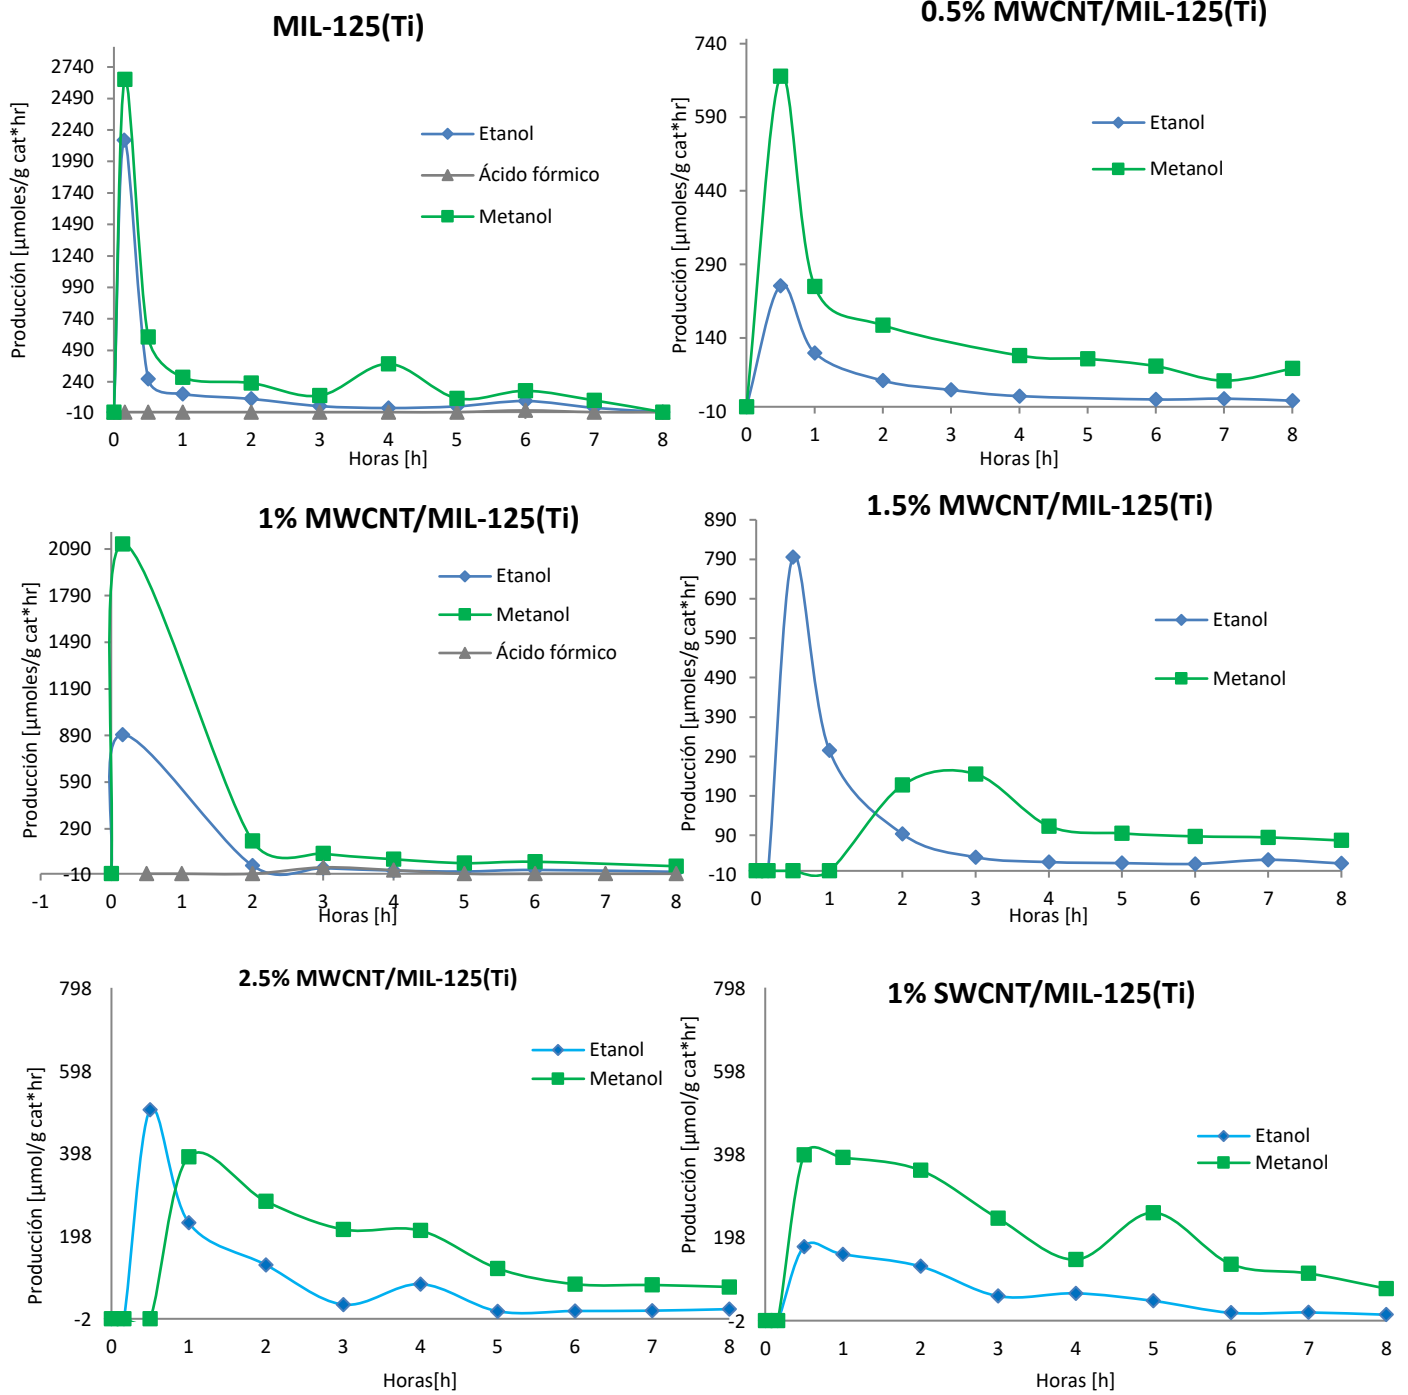 MIL-125(Ti)
Producción [µmoles/g cat*hr]
2740
2490
2240
1990
1740
1490
1240
990
740
490
240
-10
0 1 2 3 4 5 6 7 8
Horas [h]
Etanol
Ácido fórmico
Metanol
0.5% MWCNT/MIL-125(Ti)
Producción [µmoles/g cat*hr]
740
590
440
290
140
-10
0 1 2 3 4 5 6 7 8
Horas [h]
Etanol
Metanol
1% MWCNT/MIL-125(Ti)
Producción [µmoles/g cat*hr]
2090
1790
1490
1190
890
590
290
-10
-1 0 1 2 3 4 5 6 7 8
Horas [h]
Etanol
Metanol
Ácido fórmico
1.5% MWCNT/MIL-125(Ti)
Producción [µmoles/g cat*hr]
890
790
690
590
490
390
290
190
90
-10
0 1 2 3 4 5 6 7 8
Horas [h]
Etanol
Metanol
2.5% MWCNT/MIL-125(Ti)
Producción [µmol/g cat*hr]
798
598
398
198
-2
0 1 2 3 4 5 6 7 8
Horas[h]
Etanol
Metanol
1% SWCNT/MIL-125(Ti)
Producción [µmol/g cat*hr]
798
598
398
198
-2
0 1 2 3 4 5 6 7 8
Horas [h]
Etanol
Metanol